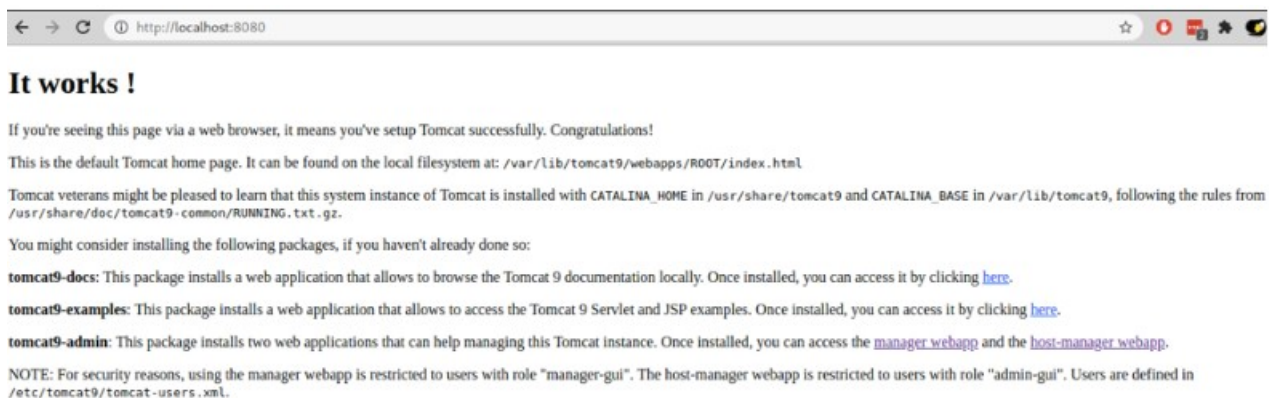 http://localhost:8080
2
It works !
If you're seeing this page via a web browser, it means you've setup Tomcat successfully. Congratulations!
This is the default Tomcat home page. It can be found on the local filesystem at: /var/lib/tomcat9/webapps/ROOT/index.html
Tomcat veterans might be pleased to learn that this system instance of Tomcat is installed with CATALINA_HOME in /usr/share/tomcat9 and CATALINA_BASE in /var/lib/tomcat9, following the rules from
/usr/share/doc/tomcat9-common/RUNNING.txt.gz.
You might consider installing the following packages, if you haven't already done so:
tomcat9-docs: This package installs a web application that allows to browse the Tomcat 9 documentation locally. Once installed, you can access it by clicking here.
tomcat9-examples: This package installs a web application that allows to access the Tomcat 9 Servlet and JSP examples. Once installed, you can access it by clicking here.
tomcat9-admin: This package installs two web applications that can help managing this Tomcat instance. Once installed, you can access the manager webapp and the host-manager webapp.
NOTE: For security reasons, using the manager webapp is restricted to users with role "manager-gui". The host-manager webapp is restricted to users with role "admin-gui". Users are defined in
/etc/tomcat9/tomcat-users.xml.